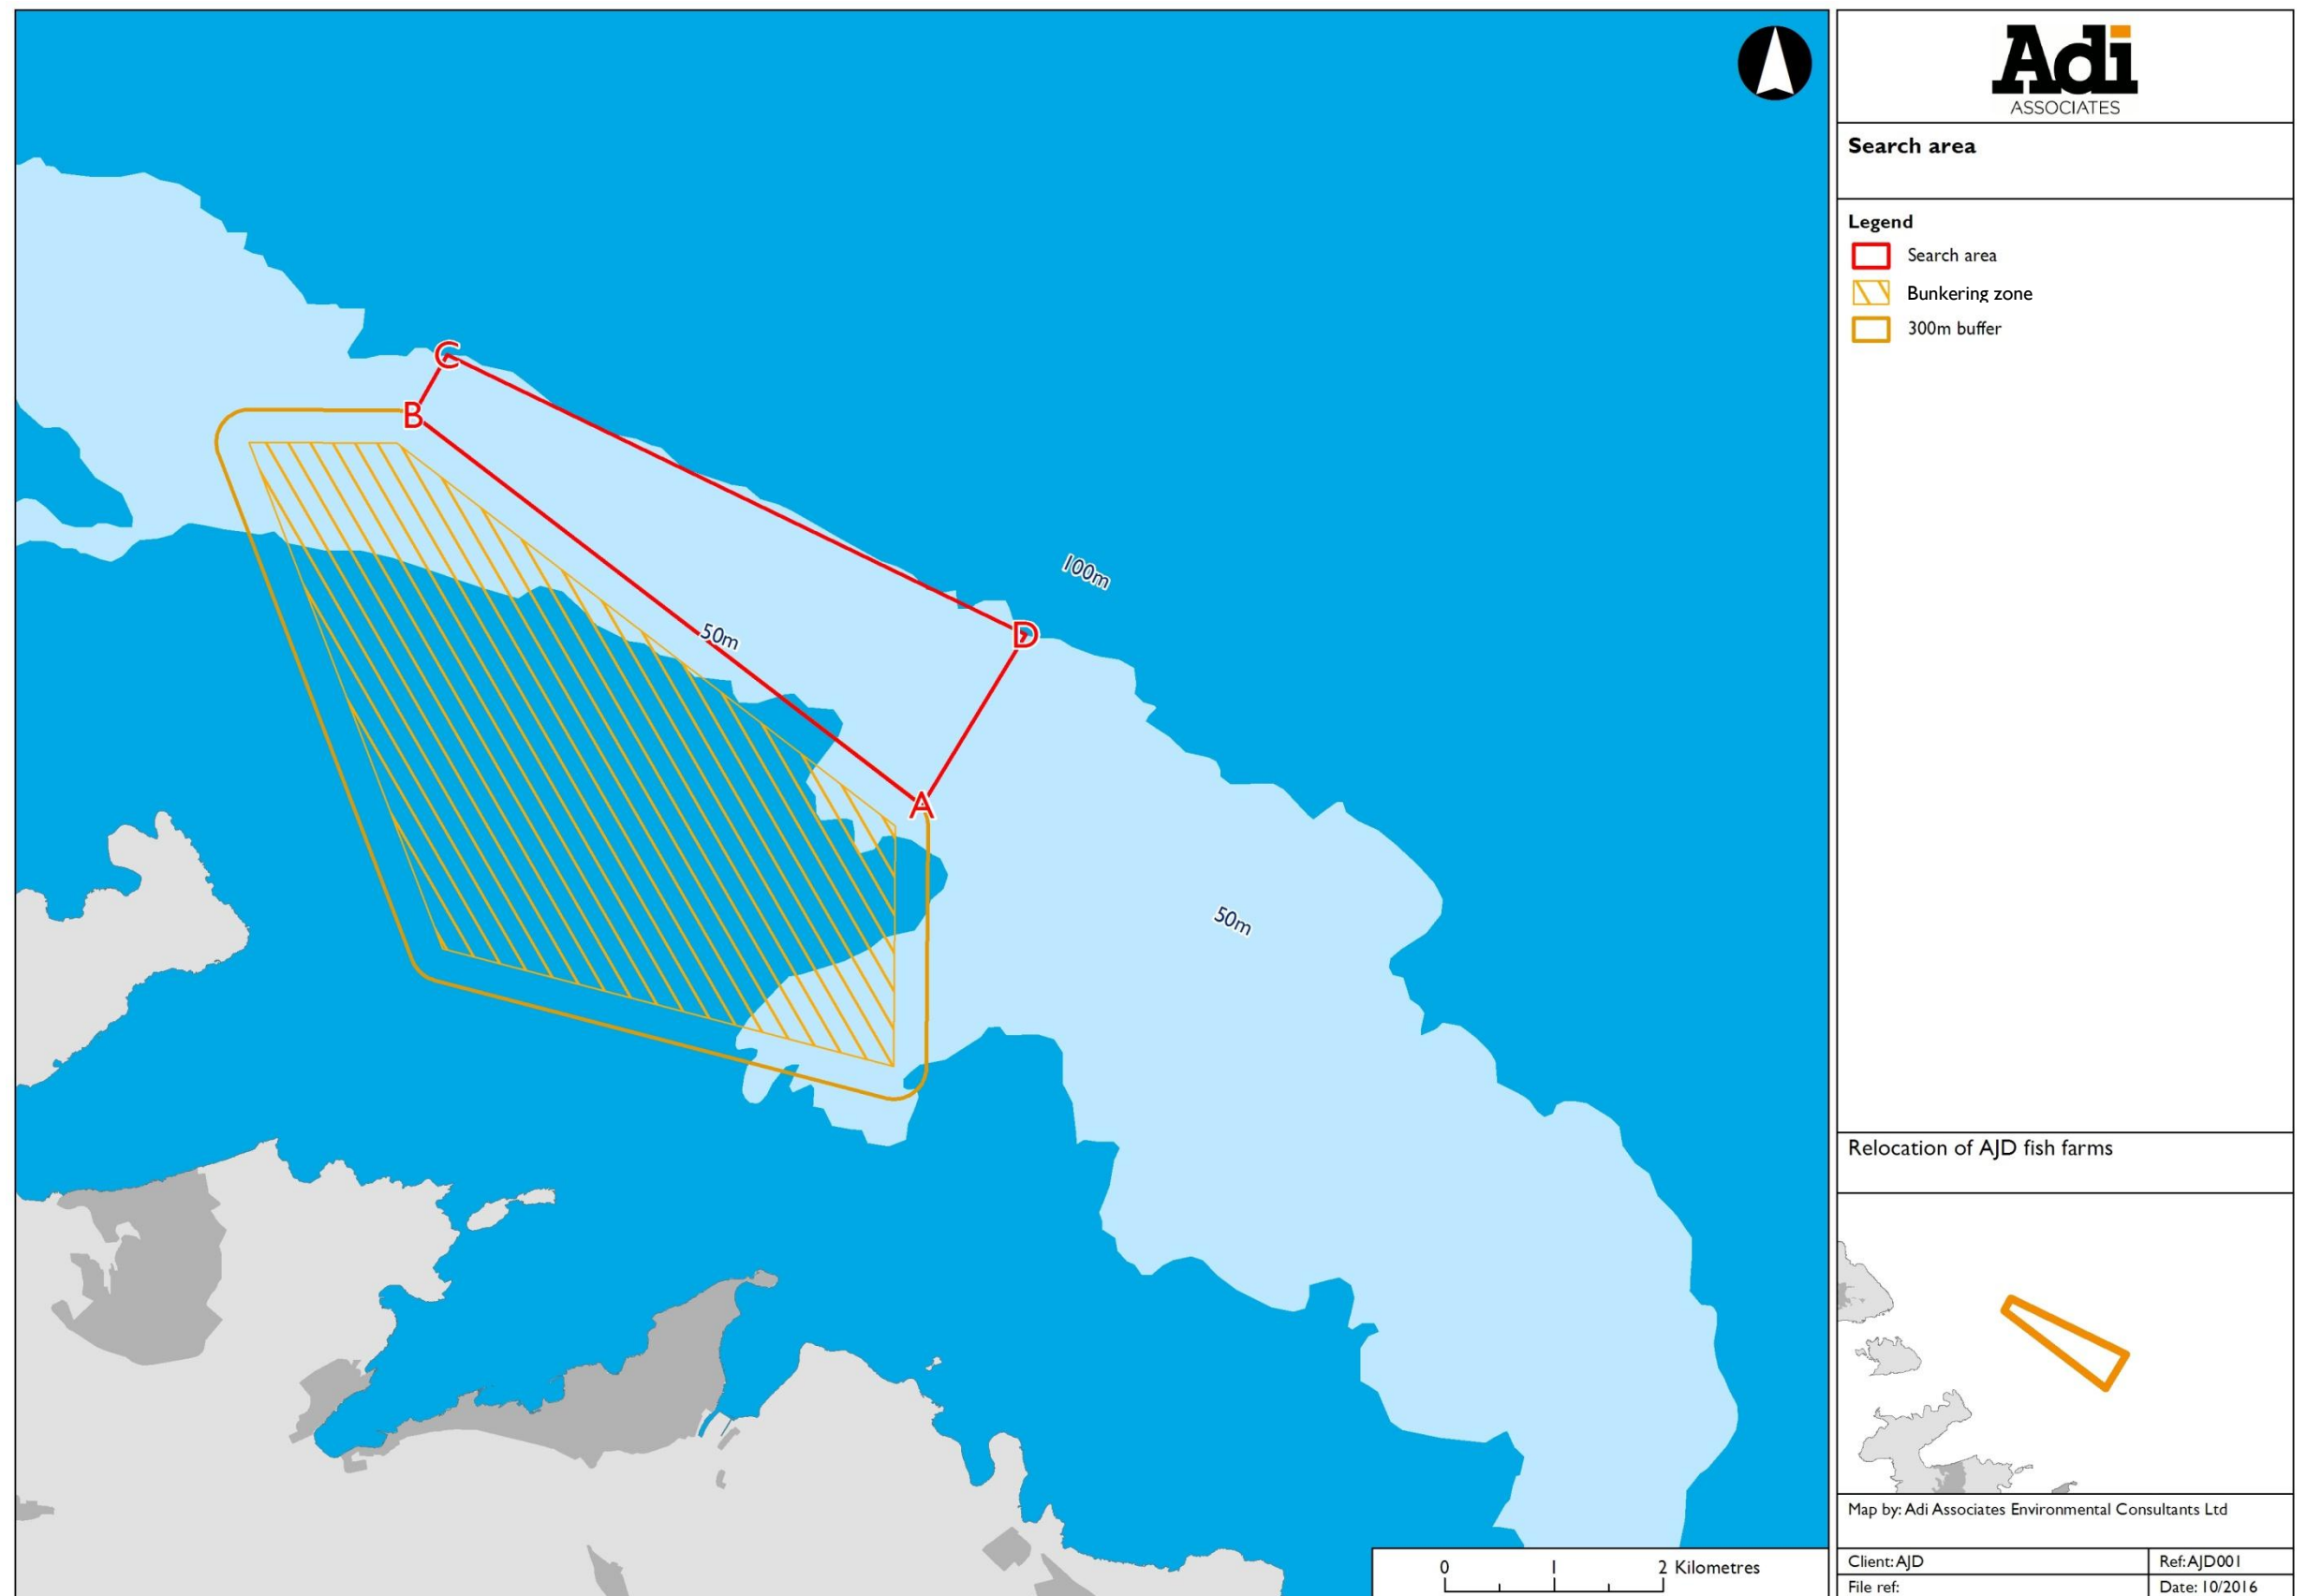 Adi
ASSOCIATES
Search area
Legend
Search area
Bunkering zone
300m buffer
C
B
100m
D
50m
A
50m
Relocation of AJD fish farms
Map by: Adi Associates Environmental Consultants Ltd
0 1 2 Kilometres
Client: AJD
Ref: AJD001
File ref:
Date: 10/2016